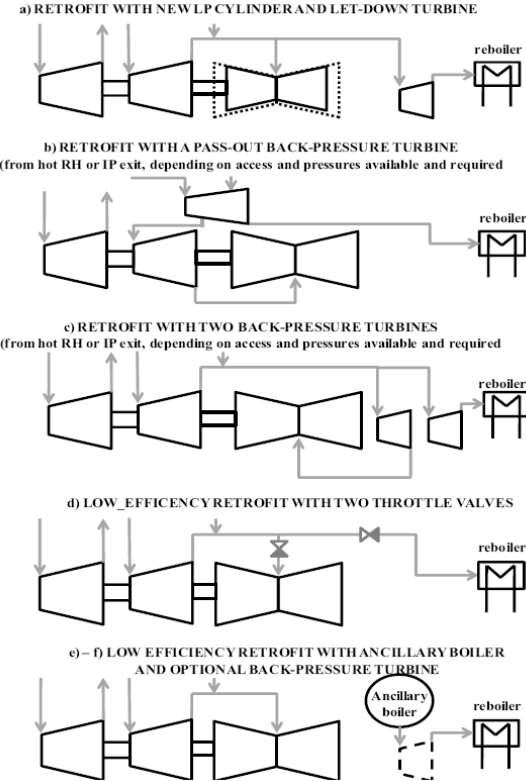 a) RETROFIT WITH NEW LP CYLINDER AND LET-DOWN TURBINE
reboiler
b) RETROFIT WITH A PASS-OUT BACK-PRESSURE TURBINE
(from hot RH or IP exit, depending on access and pressures available and required
reboiler
c) RETROFIT WITH TWO BACK-PRESSURE TURBINES
(from hot RH or IP exit, depending on access and pressures available and required
reboiler
d) LOW_EFFICENCY RETROFIT WITH TWO THROTTLE VALVES
reboiler
e) – f) LOW EFFICIENCY RETROFIT WITH ANCILLARY BOILER
AND OPTIONAL BACK-PRESSURE TURBINE
Ancillary
boiler
reboiler